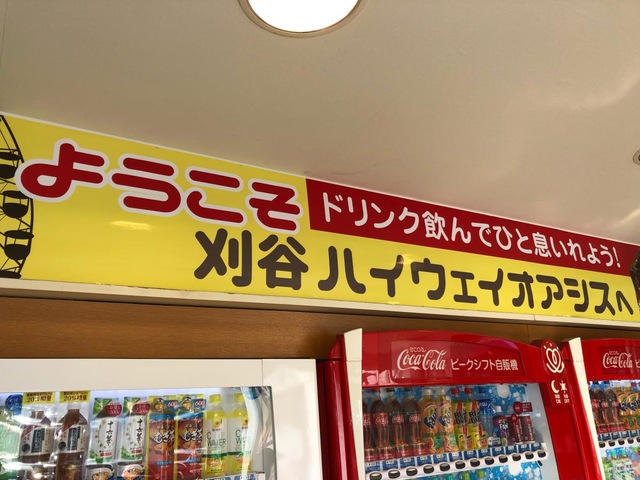 ようこそ
ドリンク飲んでひと息いれよう!
刈谷 ハイウェイオアシスへ
Coca-Cola ピークシフト自販機
Coca-Cola